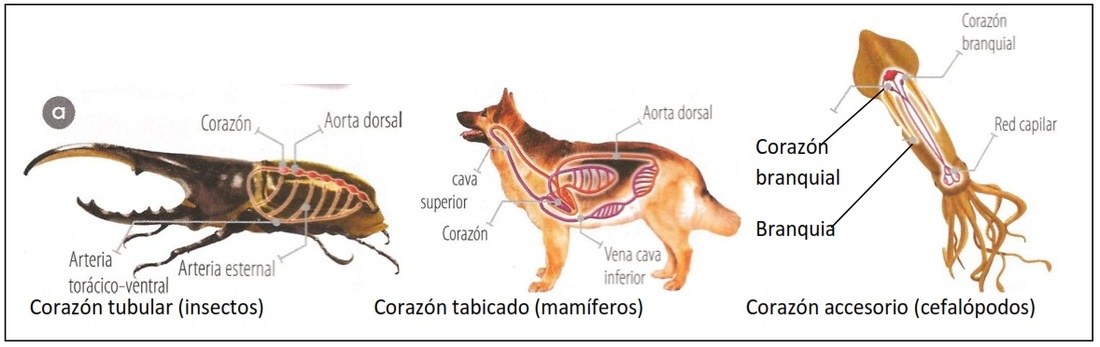 a
Corazón
Aorta dorsal
Arteria
torácico-ventral
Arteria esternal
Corazón tubular (insectos)
Aorta dorsal
cava
superior
Corazón
Vena cava
inferior
Corazón tabicado (mamíferos)
Corazón
branquial
Corazón
branquial
Branquia
Red capilar
Corazón accesorio (cefalópodos)